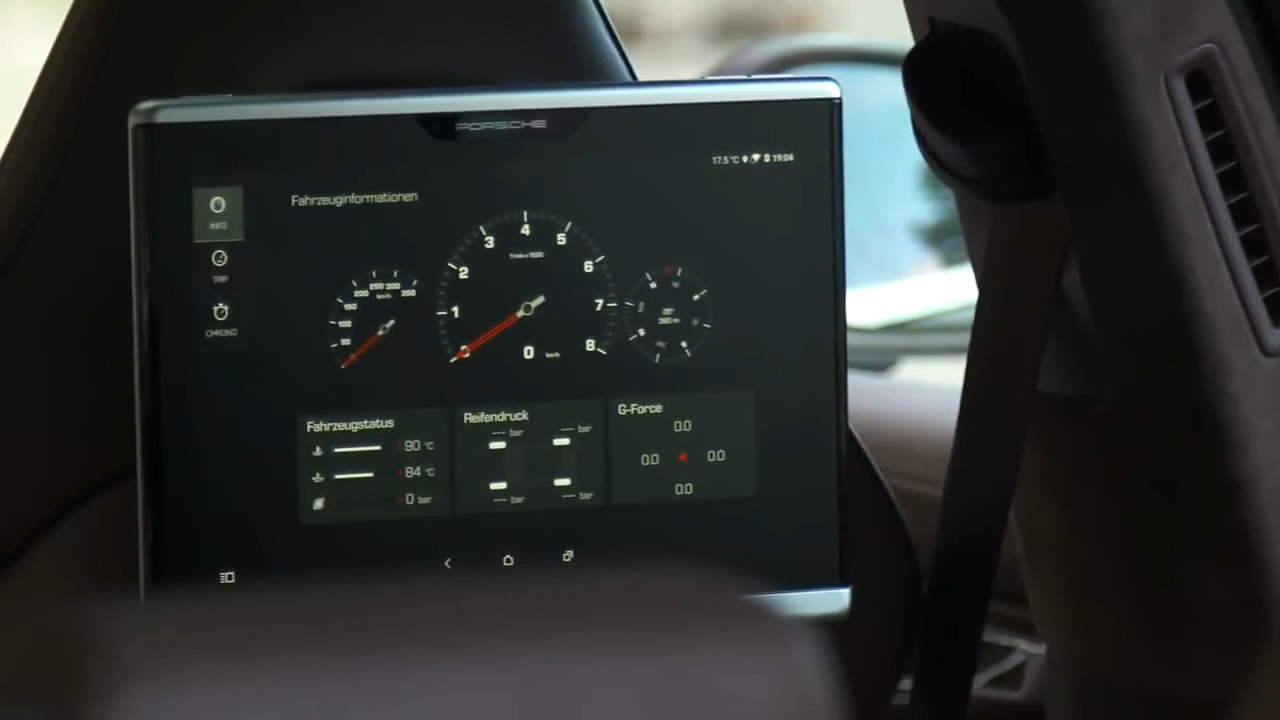 PORSCHE
17.5 °C 19:04
INFO
TRIP
CHRONO
Fahrzeuginformationen
50
100
150
200
250
300
350
km/h
1
2
3
4
5
6
7
8
1/min x 1000
0 km/h
Fahrzeugstatus
90 °C
84 °C
0 bar
Reifendruck
--- bar --- bar
--- bar --- bar
G-Force
0.0
0.0 0.0
0.0